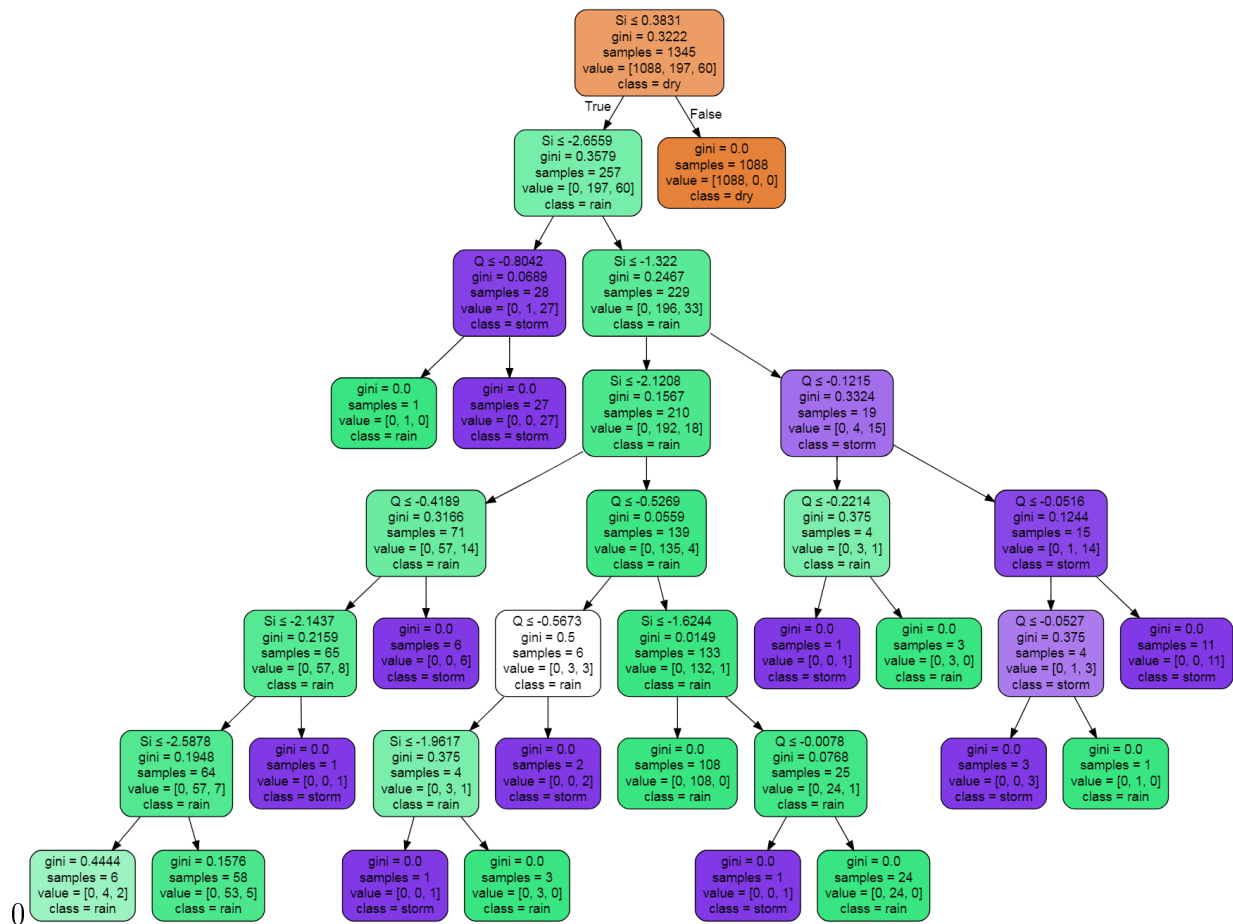 Si ≤ 0.3831
gini = 0.3222
samples = 1345
value = [1088, 197, 60]
class = dry
True
False
Si ≤ -2.6559
gini = 0.3579
samples = 257
value = [0, 197, 60]
class = rain
gini = 0.0
samples = 1088
value = [1088, 0, 0]
class = dry
Q ≤ -0.8042
gini = 0.0689
samples = 28
value = [0, 1, 27]
class = storm
Si ≤ -1.322
gini = 0.2467
samples = 229
value = [0, 196, 33]
class = rain
gini = 0.0
samples = 1
value = [0, 1, 0]
class = rain
gini = 0.0
samples = 27
value = [0, 0, 27]
class = storm
Si ≤ -2.1208
gini = 0.1567
samples = 210
value = [0, 192, 18]
class = rain
Q ≤ -0.1215
gini = 0.3324
samples = 19
value = [0, 4, 15]
class = storm
Q ≤ -0.4189
gini = 0.3166
samples = 71
value = [0, 57, 14]
class = rain
Q ≤ -0.5269
gini = 0.0559
samples = 139
value = [0, 135, 4]
class = rain
Q ≤ -0.2214
gini = 0.375
samples = 4
value = [0, 3, 1]
class = rain
Q ≤ -0.0516
gini = 0.1244
samples = 15
value = [0, 1, 14]
class = storm
Si ≤ -2.1437
gini = 0.2159
samples = 65
value = [0, 57, 8]
class = rain
gini = 0.0
samples = 6
value = [0, 0, 6]
class = storm
Q ≤ -0.5673
gini = 0.5
samples = 6
value = [0, 3, 3]
class = rain
Si ≤ -1.6244
gini = 0.0149
samples = 133
value = [0, 132, 1]
class = rain
gini = 0.0
samples = 1
value = [0, 0, 1]
class = storm
gini = 0.0
samples = 3
value = [0, 3, 0]
class = rain
Q ≤ -0.0527
gini = 0.375
samples = 4
value = [0, 1, 3]
class = storm
gini = 0.0
samples = 11
value = [0, 0, 11]
class = storm
Si ≤ -2.5878
gini = 0.1948
samples = 64
value = [0, 57, 7]
class = rain
gini = 0.0
samples = 1
value = [0, 0, 1]
class = storm
Si ≤ -1.9617
gini = 0.375
samples = 4
value = [0, 3, 1]
class = rain
gini = 0.0
samples = 2
value = [0, 0, 2]
class = storm
gini = 0.0
samples = 108
value = [0, 108, 0]
class = rain
Q ≤ -0.0078
gini = 0.0768
samples = 25
value = [0, 24, 1]
class = rain
gini = 0.0
samples = 3
value = [0, 0, 3]
class = storm
gini = 0.0
samples = 1
value = [0, 1, 0]
class = rain
0
gini = 0.4444
samples = 6
value = [0, 4, 2]
class = rain
gini = 0.1576
samples = 58
value = [0, 53, 5]
class = rain
gini = 0.0
samples = 1
value = [0, 0, 1]
class = storm
gini = 0.0
samples = 3
value = [0, 3, 0]
class = rain
gini = 0.0
samples = 1
value = [0, 0, 1]
class = storm
gini = 0.0
samples = 24
value = [0, 24, 0]
class = rain